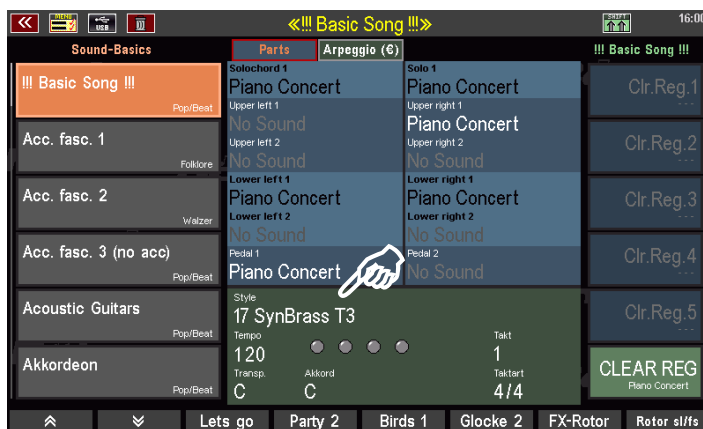 MENU
USB
«!!! Basic Song !!!»
SHIFT
16:00
Sound-Basics
Parts
Arpeggio (€)
!!! Basic Song !!!
!!! Basic Song !!!
Pop/Beat
Acc. fasc. 1
Folklore
Acc. fasc. 2
Walzer
Acc. fasc. 3 (no acc)
Pop/Beat
Acoustic Guitars
Pop/Beat
Akkordeon
Pop/Beat
Solochord 1
Piano Concert
Upper left 1
No Sound
Upper left 2
No Sound
Lower left 1
Piano Concert
Lower left 2
No Sound
Pedal 1
Piano Concert
Solo 1
Piano Concert
Upper right 1
Piano Concert
Upper right 2
No Sound
Lower right 1
Piano Concert
Lower right 2
No Sound
Pedal 2
No Sound
Style
17 SynBrass T3
Tempo
120
Takt
1
Transp.
C
Akkord
C
Taktart
4/4
Clr.Reg.1
---
Clr.Reg.2
---
Clr.Reg.3
---
Clr.Reg.4
---
Clr.Reg.5
---
CLEAR REG
Piano Concert
Lets go
Party 2
Birds 1
Glocke 2
FX-Rotor
Rotor sl/fs